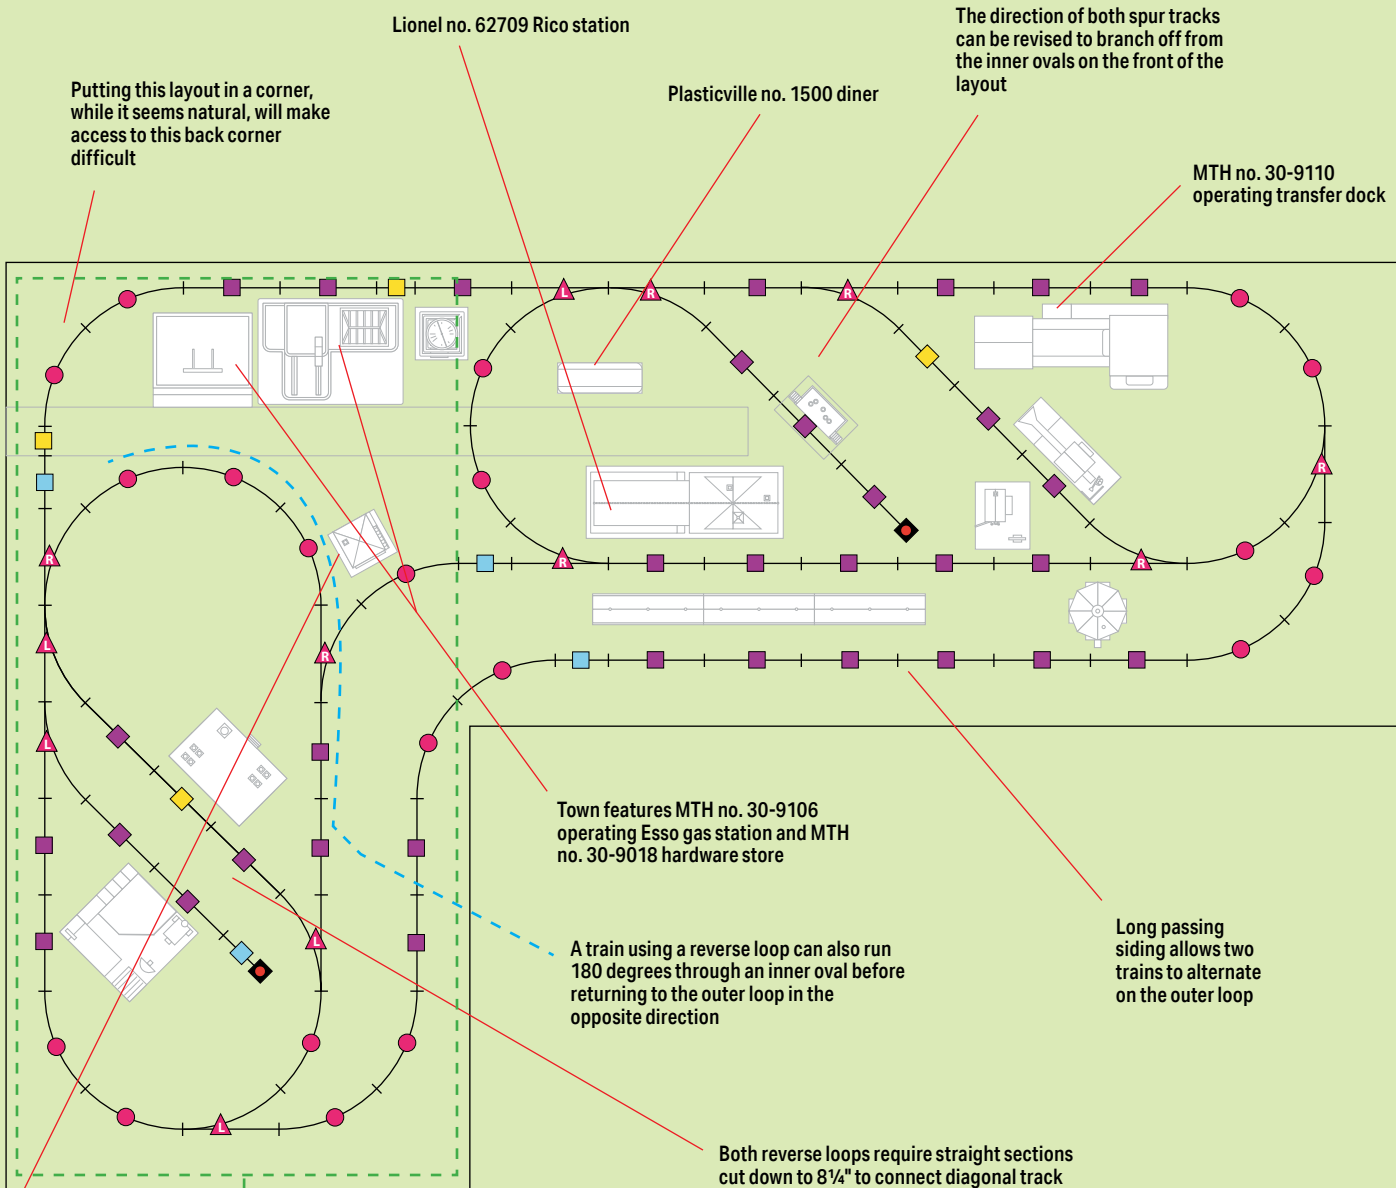 Lionel no. 62709 Rico station
The direction of both spur tracks
can be revised to branch off from
the inner ovals on the front of the
layout
Putting this layout in a corner,
while it seems natural, will make
access to this back corner
difficult
Plasticville no. 1500 diner
MTH no. 30-9110
operating transfer dock
L
R
R
R
R
R
R
L
R
L
L
L
Town features MTH no. 30-9106
operating Esso gas station and MTH
no. 30-9018 hardware store
A train using a reverse loop can also run
180 degrees through an inner oval before
returning to the outer loop in the
opposite direction
Long passing
siding allows two
trains to alternate
on the outer loop
Both reverse loops require straight sections
cut down to 8¼" to connect diagonal track